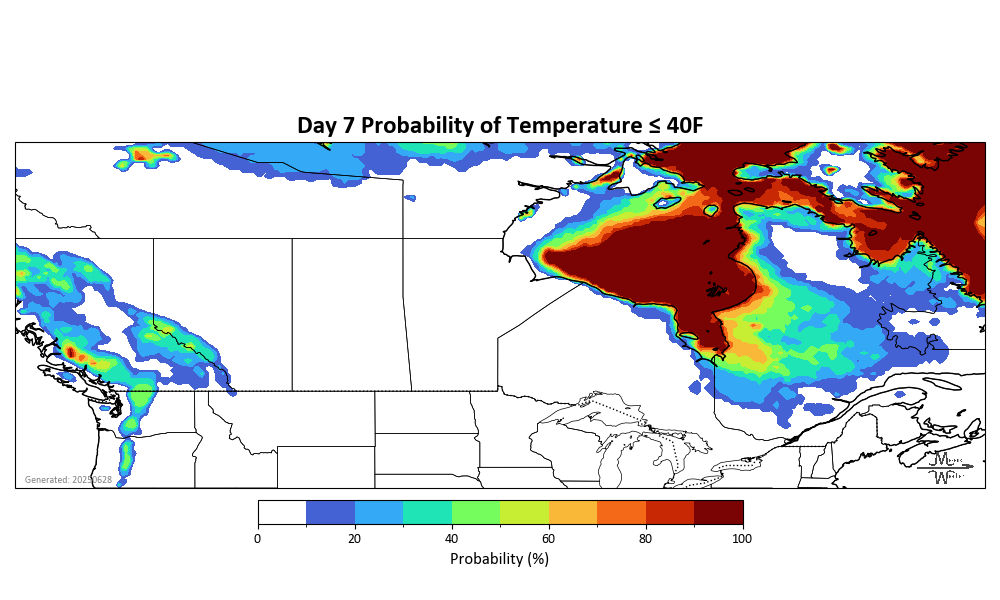 Day 7 Probability of Temperature ≤ 40F
Generated: 20250628
0 20 40 60 80 100
Probability (%)